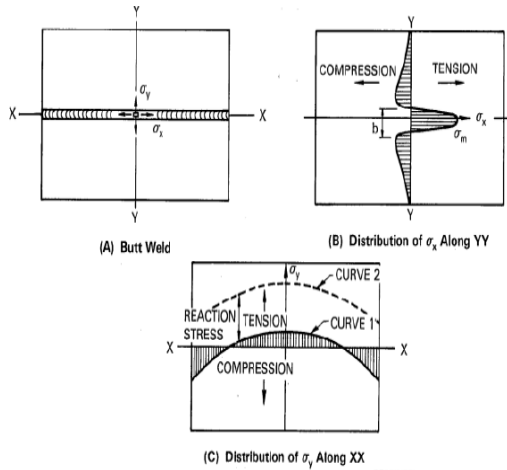 Y
σy
X
X
σx
Y
(A) Butt Weld
Y
COMPRESSION
TENSION
b
σx
σm
Y
(B) Distribution of σx Along YY
σy
CURVE 2
REACTION
STRESS
TENSION
CURVE 1
X
X
COMPRESSION
(C) Distribution of σy Along XX